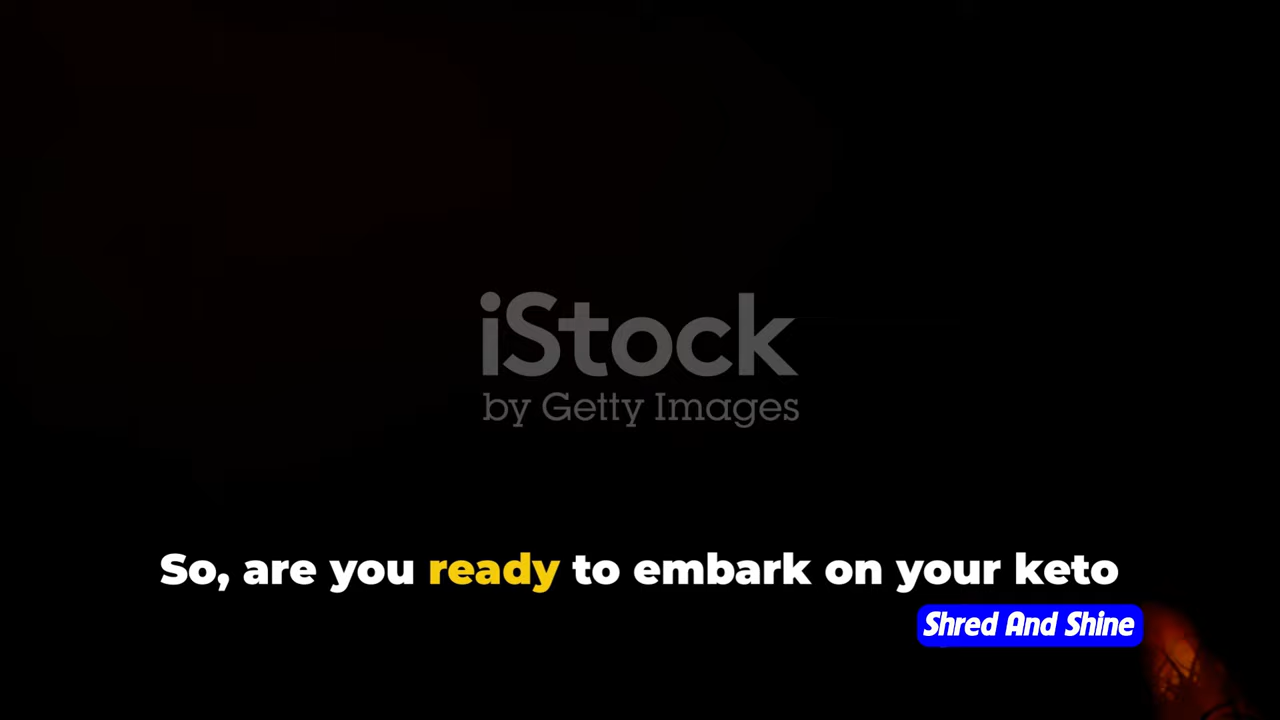 iStock
by Getty Images
So, are you ready to embark on your keto
Shred And Shine